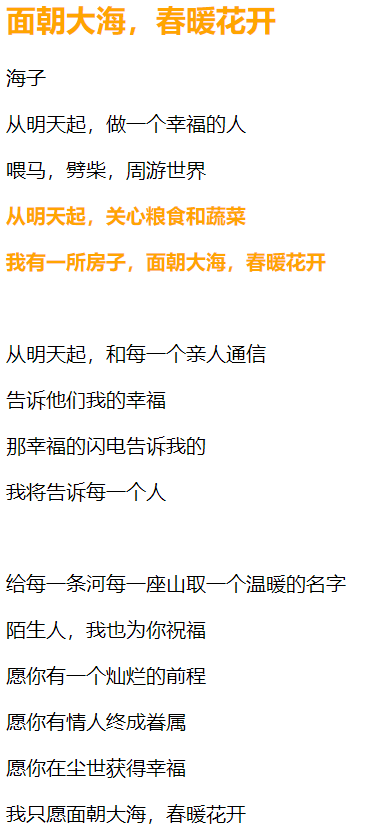 面朝大海，春暖花开
海子
从明天起，做一个幸福的人
喂马，劈柴，周游世界
从明天起，关心粮食和蔬菜
我有一所房子，面朝大海，春暖花开
从明天起，和每一个亲人通信
告诉他们我的幸福
那幸福的闪电告诉我的
我将告诉每一个人
给每一条河每一座山取一个温暖的名字
陌生人，我也为你祝福
愿你有一个灿烂的前程
愿你有情人终成眷属
愿你在尘世获得幸福
我只愿面朝大海，春暖花开